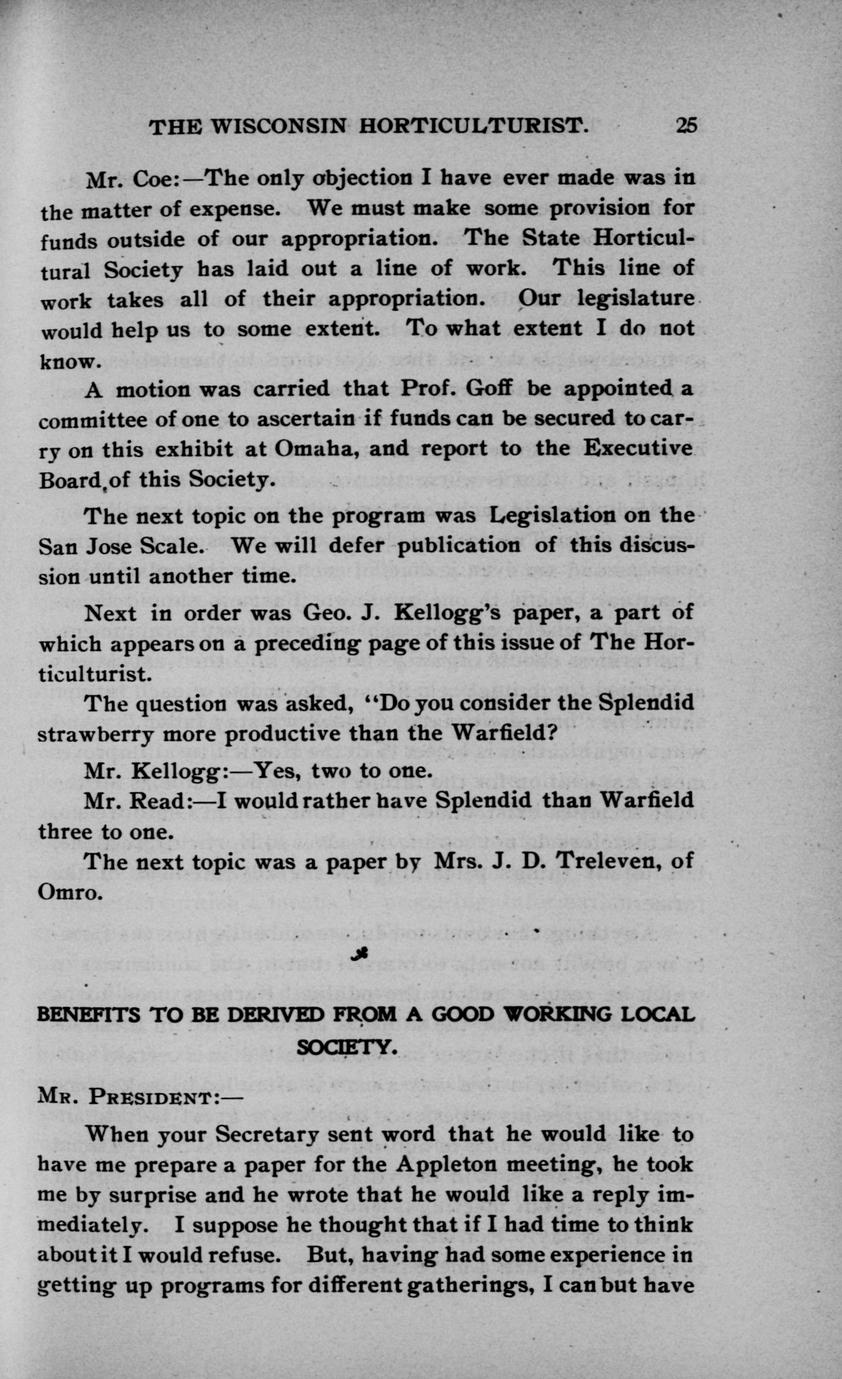 THE WISCONSIN HORTICULTURIST. 25
Mr. Coe:—The only objection I have ever made was in
the matter of expense. We must make some provision for
funds outside of our appropriation. The State Horticul-
tural Society has laid out a line of work. This line of
work takes all of their appropriation. Our legislature
would help us to some extent. To what extent I do not
know.
A motion was carried that Prof. Goff be appointed a
committee of one to ascertain if funds can be secured to car-
ry on this exhibit at Omaha, and report to the Executive
Board,of this Society.
The next topic on the program was Legislation on the
San Jose Scale. We will defer publication of this discus-
sion until another time.
Next in order was Geo. J. Kellogg's paper, a part of
which appears on a preceding page of this issue of The Hor-
ticulturist.
The question was asked, "Do you consider the Splendid
strawberry more productive than the Warfield?
Mr. Kellogg:—Yes, two to one.
Mr. Read:—I would rather have Splendid than Warfield
three to one.
The next topic was a paper by Mrs. J. D. Treleven, of
Omro.
BENEFITS TO BE DERIVED FROM A GOOD WORKING LOCAL
SOCIETY.
MR. PRESIDENT:—
When your Secretary sent word that he would like to
have me prepare a paper for the Appleton meeting, he took
me by surprise and he wrote that he would like a reply im-
mediately. I suppose he thought that if I had time to think
about it I would refuse. But, having had some experience in
getting up programs for different gatherings, I can but have